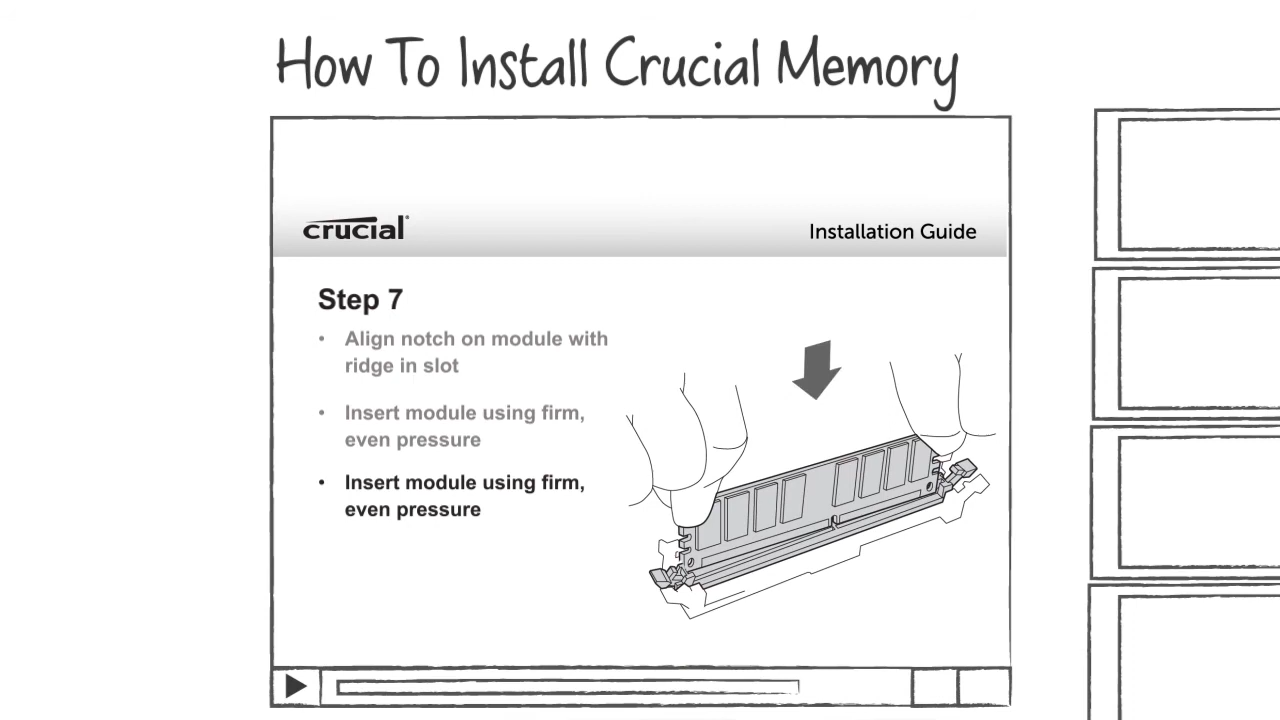 How To Install Crucial Memory
crucial
Installation Guide
Step 7
• Align notch on module with
ridge in slot
• Insert module using firm,
even pressure
• Insert module using firm,
even pressure